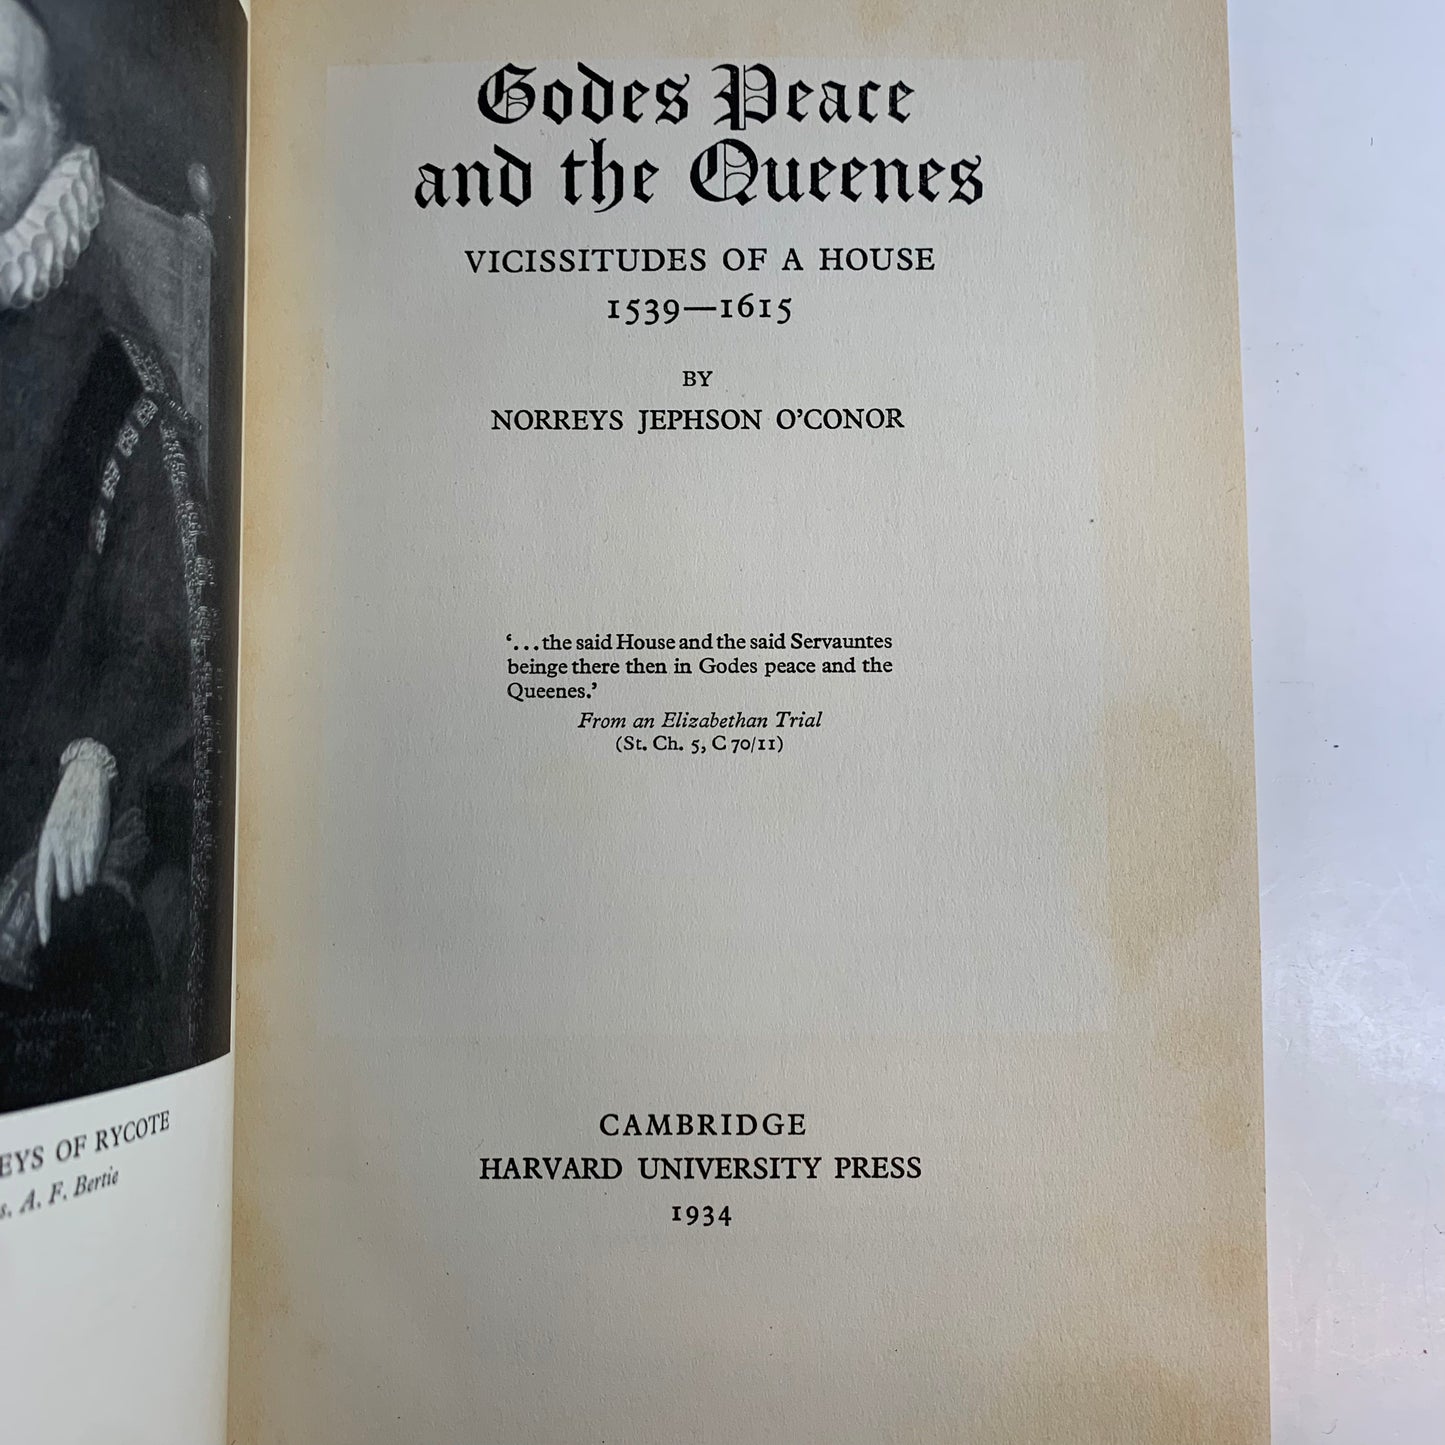 EYS OF RYCOTE
s. A. F. Bertie
Godes Peace
and the Queenes
VICISSITUDES OF A HOUSE
1539—1615
BY
NORREYS JEPHSON O'CONOR
‘...the said House and the said Servauntes
beinge there then in Godes peace and the
Queenes.’
From an Elizabethan Trial
(St. Ch. 5, C 70/11)
CAMBRIDGE
HARVARD UNIVERSITY PRESS
1934